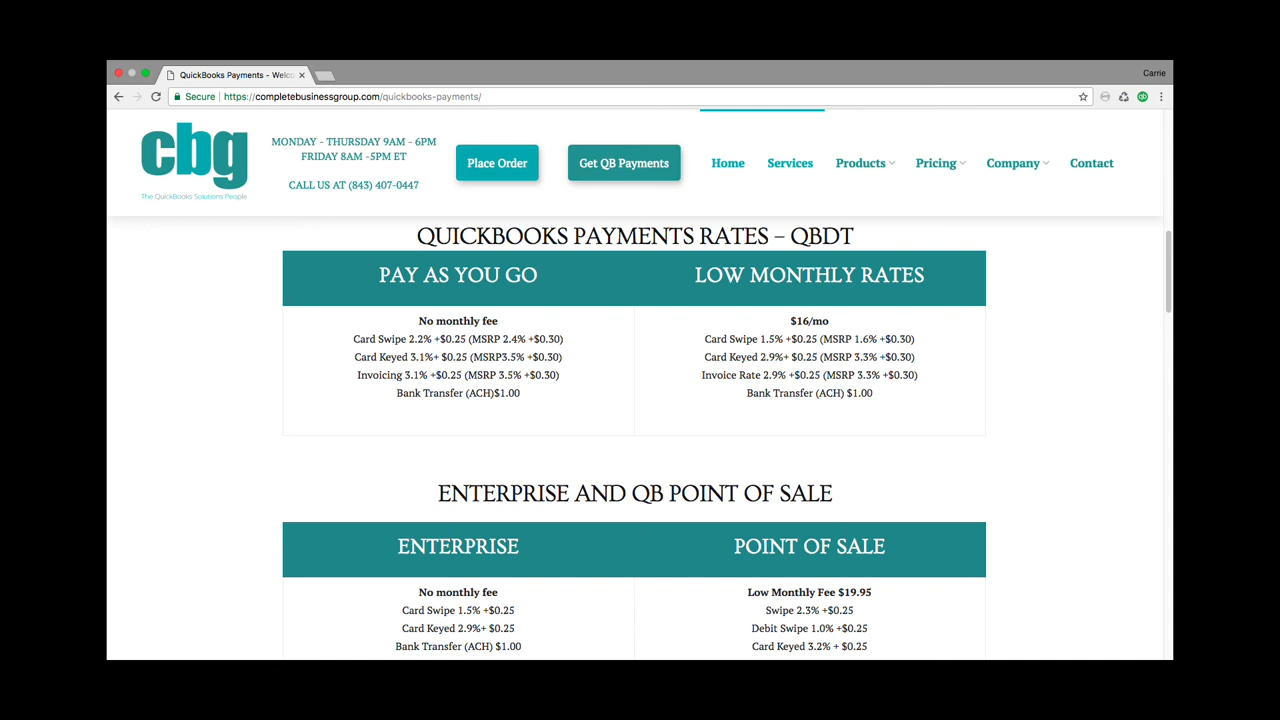 QuickBooks Payments - Welco
Carrie
Secure
https://completebusinessgroup.com/quickbooks-payments/
cbg
The QuickBooks Solutions People
MONDAY - THURSDAY 9AM - 6PM
FRIDAY 8AM -5PM ET
CALL US AT (843) 407-0447
Place Order
Get QB Payments
Home
Services
Products
Pricing
Company
Contact
QUICKBOOKS PAYMENTS RATES – QBDT
PAY AS YOU GO
No monthly fee
Card Swipe 2.2% +$0.25 (MSRP 2.4% +$0.30)
Card Keyed 3.1%+ $0.25 (MSRP3.5% +$0.30)
Invoicing 3.1% +$0.25 (MSRP 3.5% +$0.30)
Bank Transfer (ACH)$1.00
LOW MONTHLY RATES
$16/mo
Card Swipe 1.5% +$0.25 (MSRP 1.6% +$0.30)
Card Keyed 2.9%+ $0.25 (MSRP 3.3% +$0.30)
Invoice Rate 2.9% +$0.25 (MSRP 3.3% +$0.30)
Bank Transfer (ACH) $1.00
ENTERPRISE AND QB POINT OF SALE
ENTERPRISE
No monthly fee
Card Swipe 1.5% +$0.25
Card Keyed 2.9%+ $0.25
Bank Transfer (ACH) $1.00
POINT OF SALE
Low Monthly Fee $19.95
Swipe 2.3% +$0.25
Debit Swipe 1.0% +$0.25
Card Keyed 3.2% + $0.25